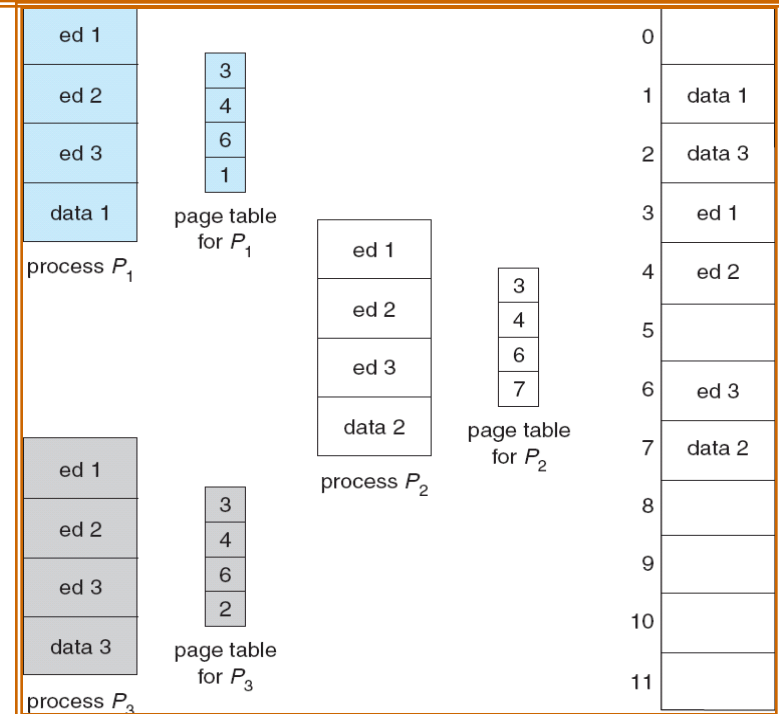 ed 1
ed 2
ed 3
data 1
process P1
3
4
6
1
page table
for P1
ed 1
ed 2
ed 3
data 2
process P2
3
4
6
7
page table
for P2
ed 1
ed 2
ed 3
data 3
process P3
3
4
6
2
page table
for P3
0
1 data 1
2 data 3
3 ed 1
4 ed 2
5
6 ed 3
7 data 2
8
9
10
11